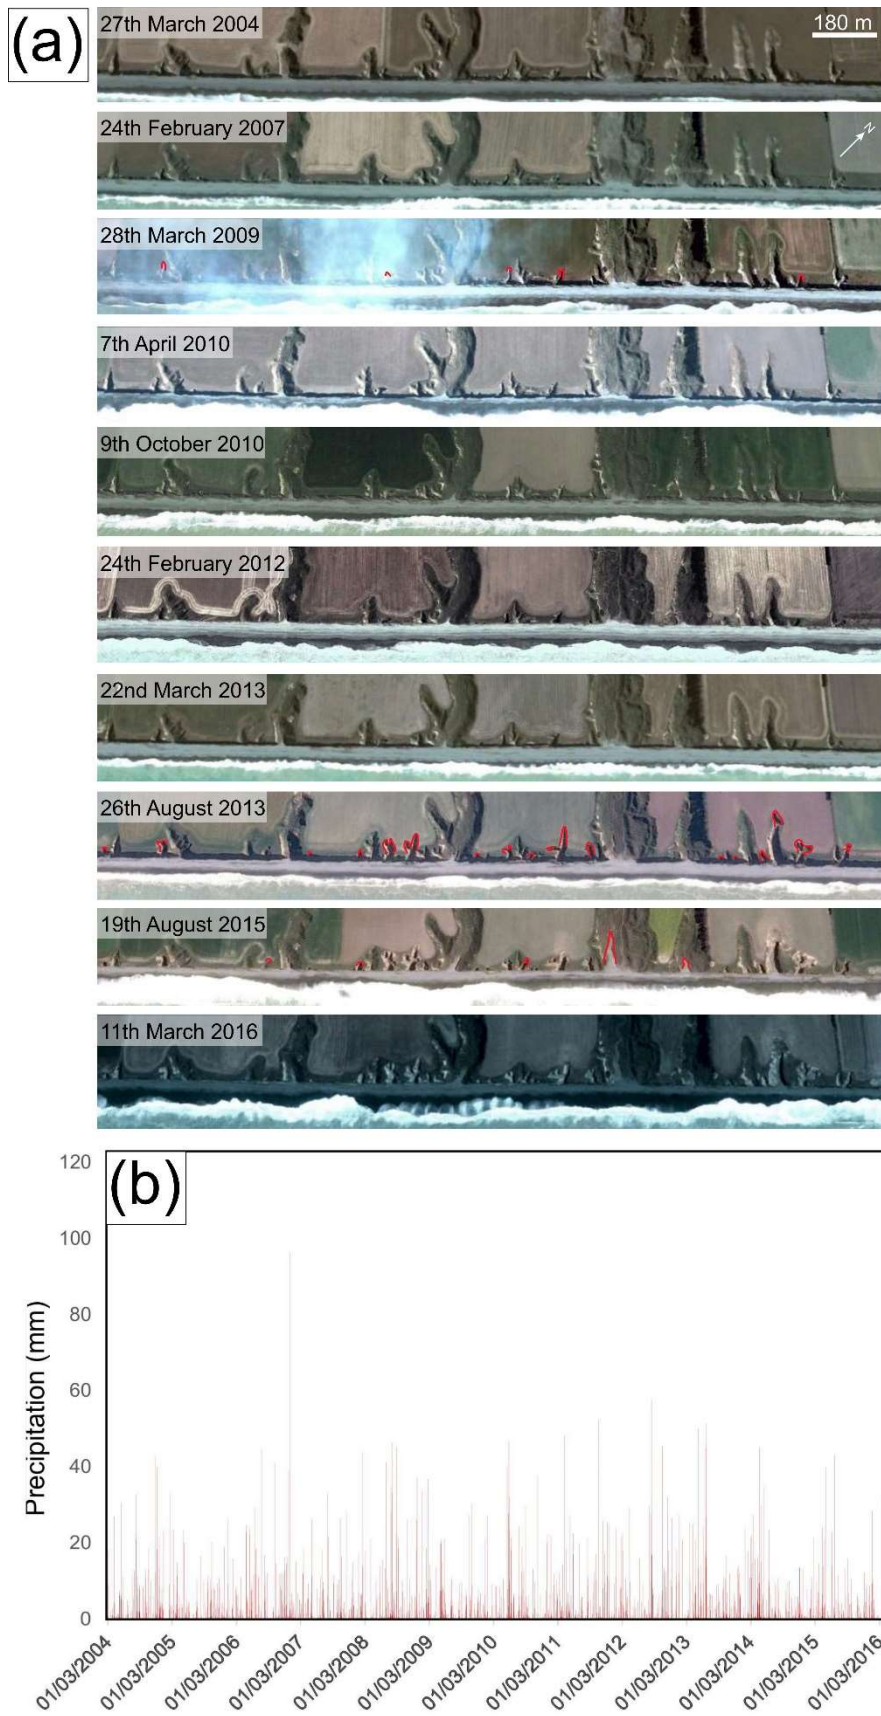 (a)
27th March 2004
180 m
24th February 2007
N
28th March 2009
7th April 2010
9th October 2010
24th February 2012
22nd March 2013
26th August 2013
19th August 2015
11th March 2016
(b)
Precipitation (mm)
120
100
80
60
40
20
0
01/03/2004
01/03/2005
01/03/2006
01/03/2007
01/03/2008
01/03/2009
01/03/2010
01/03/2011
01/03/2012
01/03/2013
01/03/2014
01/03/2015
01/03/2016